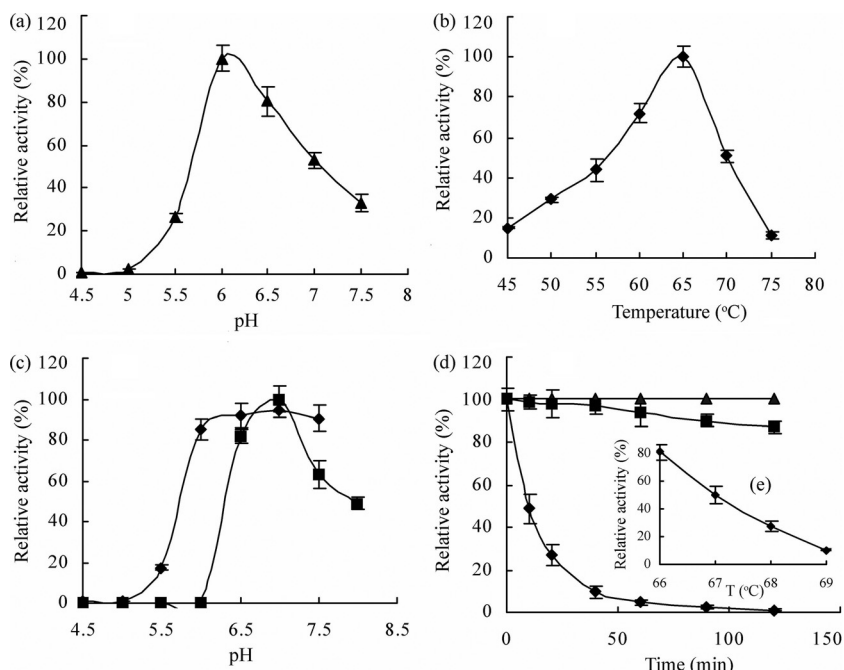 (a)
120
100
80
60
40
20
0
Relative activity (%)
4.5 5 5.5 6 6.5 7 7.5 8
pH
(b)
120
100
80
60
40
20
0
Relative activity (%)
45 50 55 60 65 70 75 80
Temperature (°C)
(c)
120
100
80
60
40
20
0
Relative activity (%)
4.5 5.5 6.5 7.5 8.5
pH
(d)
120
100
80
60
40
20
0
Relative activity (%)
0 50 100 150
Time (min)
(e)
80
60
40
20
0
Relative activity (%)
66 67 68 69
T (°C)